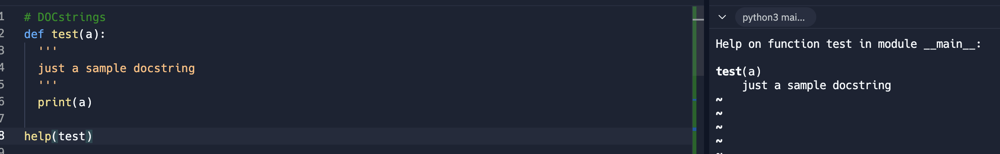 1 # DOCstrings
2 def test(a):
3 '''
4 just a sample docstring
5 '''
6 print(a)
7
8 help(test)
9
python3 mai...
Help on function test in module __main__:
test(a)
just a sample docstring
~
~
~
~
~